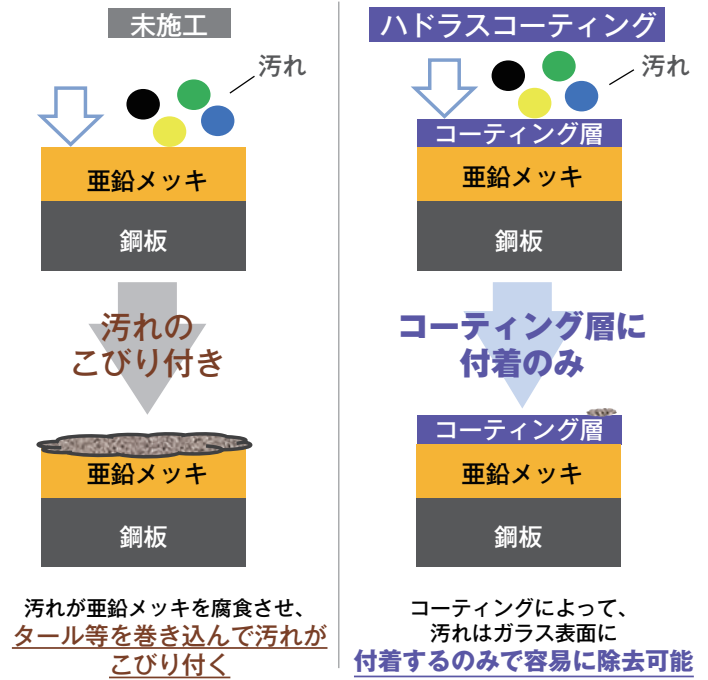 未施工
汚れ
亜鉛メッキ
鋼板
汚れの
こびり付き
亜鉛メッキ
鋼板
汚れが亜鉛メッキを腐食させ、
タール等を巻き込んで汚れが
こびり付く
ハドラスコーティング
汚れ
コーティング層
亜鉛メッキ
鋼板
コーティング層に
付着のみ
コーティング層
亜鉛メッキ
鋼板
コーティングによって、
汚れはガラス表面に
付着するのみで容易に除去可能